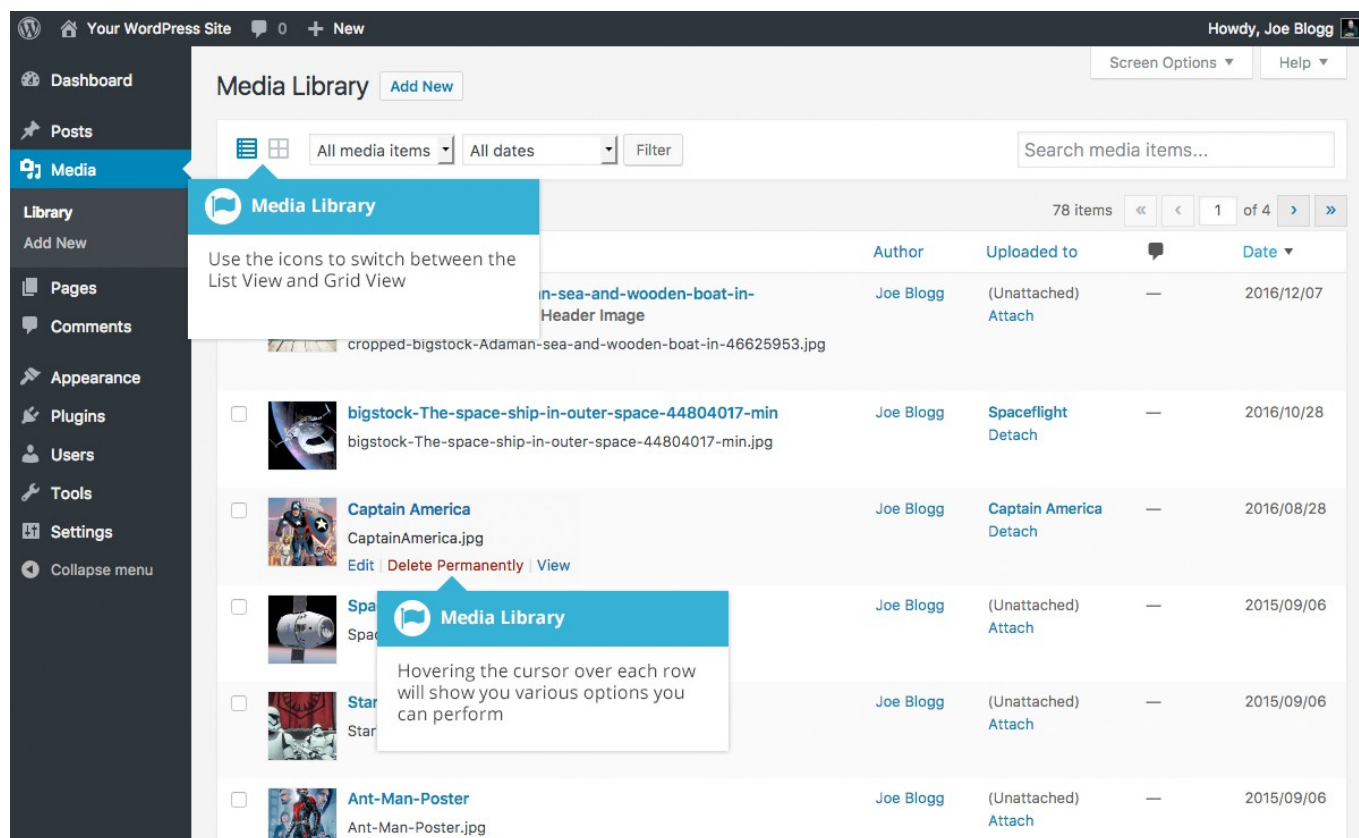 Your WordPress Site 0 + New Howdy, Joe Blogg
Dashboard
Posts
Media
Library
Add New
Pages
Comments
Appearance
Plugins
Users
Tools
Settings
Collapse menu
Screen Options Help
Media Library Add New
All media items All dates Filter Search media items...
Media Library
Use the icons to switch between the
List View and Grid View
78 items « ‹ 1 of 4 › »
Author Uploaded to Date
n-sea-and-wooden-boat-in- Joe Blogg (Unattached) — 2016/12/07
Header Image Attach
cropped-bigstock-Adaman-sea-and-wooden-boat-in-46625953.jpg
bigstock-The-space-ship-in-outer-space-44804017-min Joe Blogg Spaceflight — 2016/10/28
bigstock-The-space-ship-in-outer-space-44804017-min.jpg Detach
Captain America Joe Blogg Captain America — 2016/08/28
CaptainAmerica.jpg Detach
Edit | Delete Permanently | View
Spa Joe Blogg (Unattached) — 2015/09/06
Spac Attach
Media Library
Hovering the cursor over each row
will show you various options you
can perform
Star Joe Blogg (Unattached) — 2015/09/06
Star Attach
Ant-Man-Poster Joe Blogg (Unattached) — 2015/09/06
Ant-Man-Poster.jpg Attach